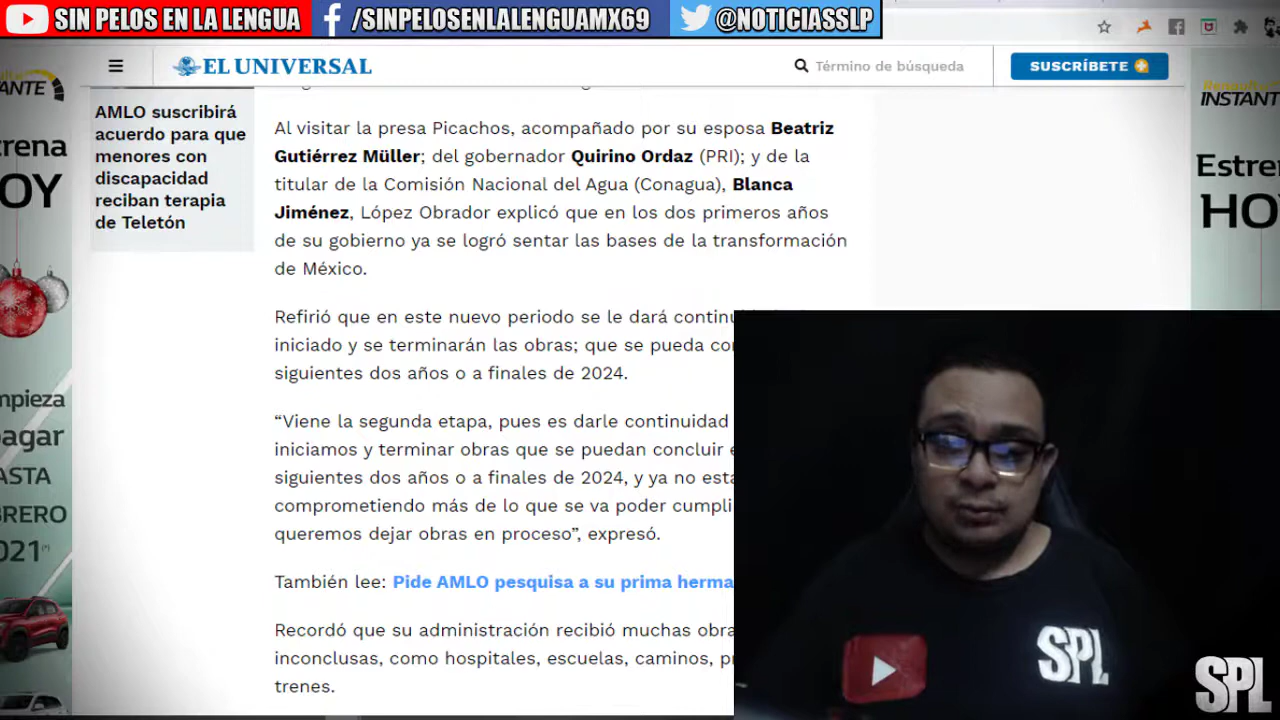 SIN PELOS EN LA LENGUA
/SINPELOSENLALENGUAMX69
@NOTICIASSLP
EL UNIVERSAL
Término de búsqueda
SUSCRÍBETE
AMLO suscribirá
acuerdo para que
menores con
discapacidad
reciban terapia
de Teletón
Al visitar la presa Picachos, acompañado por su esposa Beatriz
Gutiérrez Müller; del gobernador Quirino Ordaz (PRI); y de la
titular de la Comisión Nacional del Agua (Conagua), Blanca
Jiménez, López Obrador explicó que en los dos primeros años
de su gobierno ya se logró sentar las bases de la transformación
de México.
Refirió que en este nuevo periodo se le dará
iniciado y se terminarán las obras; que se pueda
siguientes dos años o a finales de 2024.
“Viene la segunda etapa, pues es darle continuidad
iniciamos y terminar obras que se puedan concluir
siguientes dos años o a finales de 2024, y ya no
comprometiendo más de lo que se va poder
queremos dejar obras en proceso”, expresó.
También lee: Pide AMLO pesquisa a su prima
Recordó que su administración recibió muchas
inconclusas, como hospitales, escuelas, caminos,
trenes.
HOY
HASTA
2021(*)
INSTANT
SPL
SPL